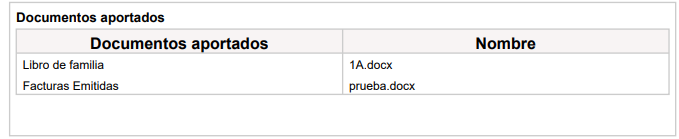 Documentos aportados
Documentos aportados Nombre
Libro de familia 1A.docx
Facturas Emitidas prueba.docx